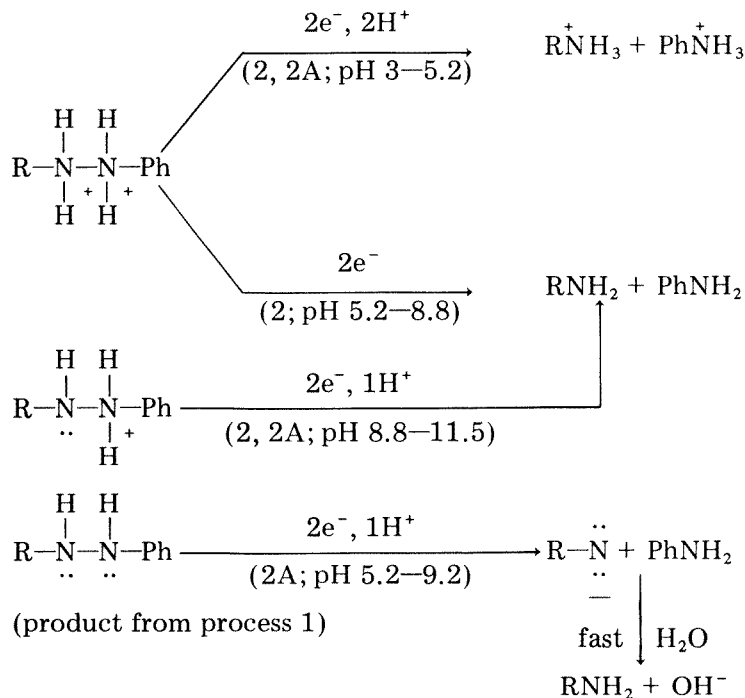 2e⁻, 2H⁺
(2, 2A; pH 3—5.2)
RN⁺H₃ + PhN⁺H₃
H H
R—N—N—Ph
+ +
H H
2e⁻
(2; pH 5.2—8.8)
RNH₂ + PhNH₂
H H
R—N—N—Ph
.. +
H
2e⁻, 1H⁺
(2, 2A; pH 8.8—11.5)
H H
R—N—N—Ph
.. ..
2e⁻, 1H⁺
(2A; pH 5.2—9.2)
R—N + PhNH₂
(product from process 1)
fast H₂O
RNH₂ + OH⁻